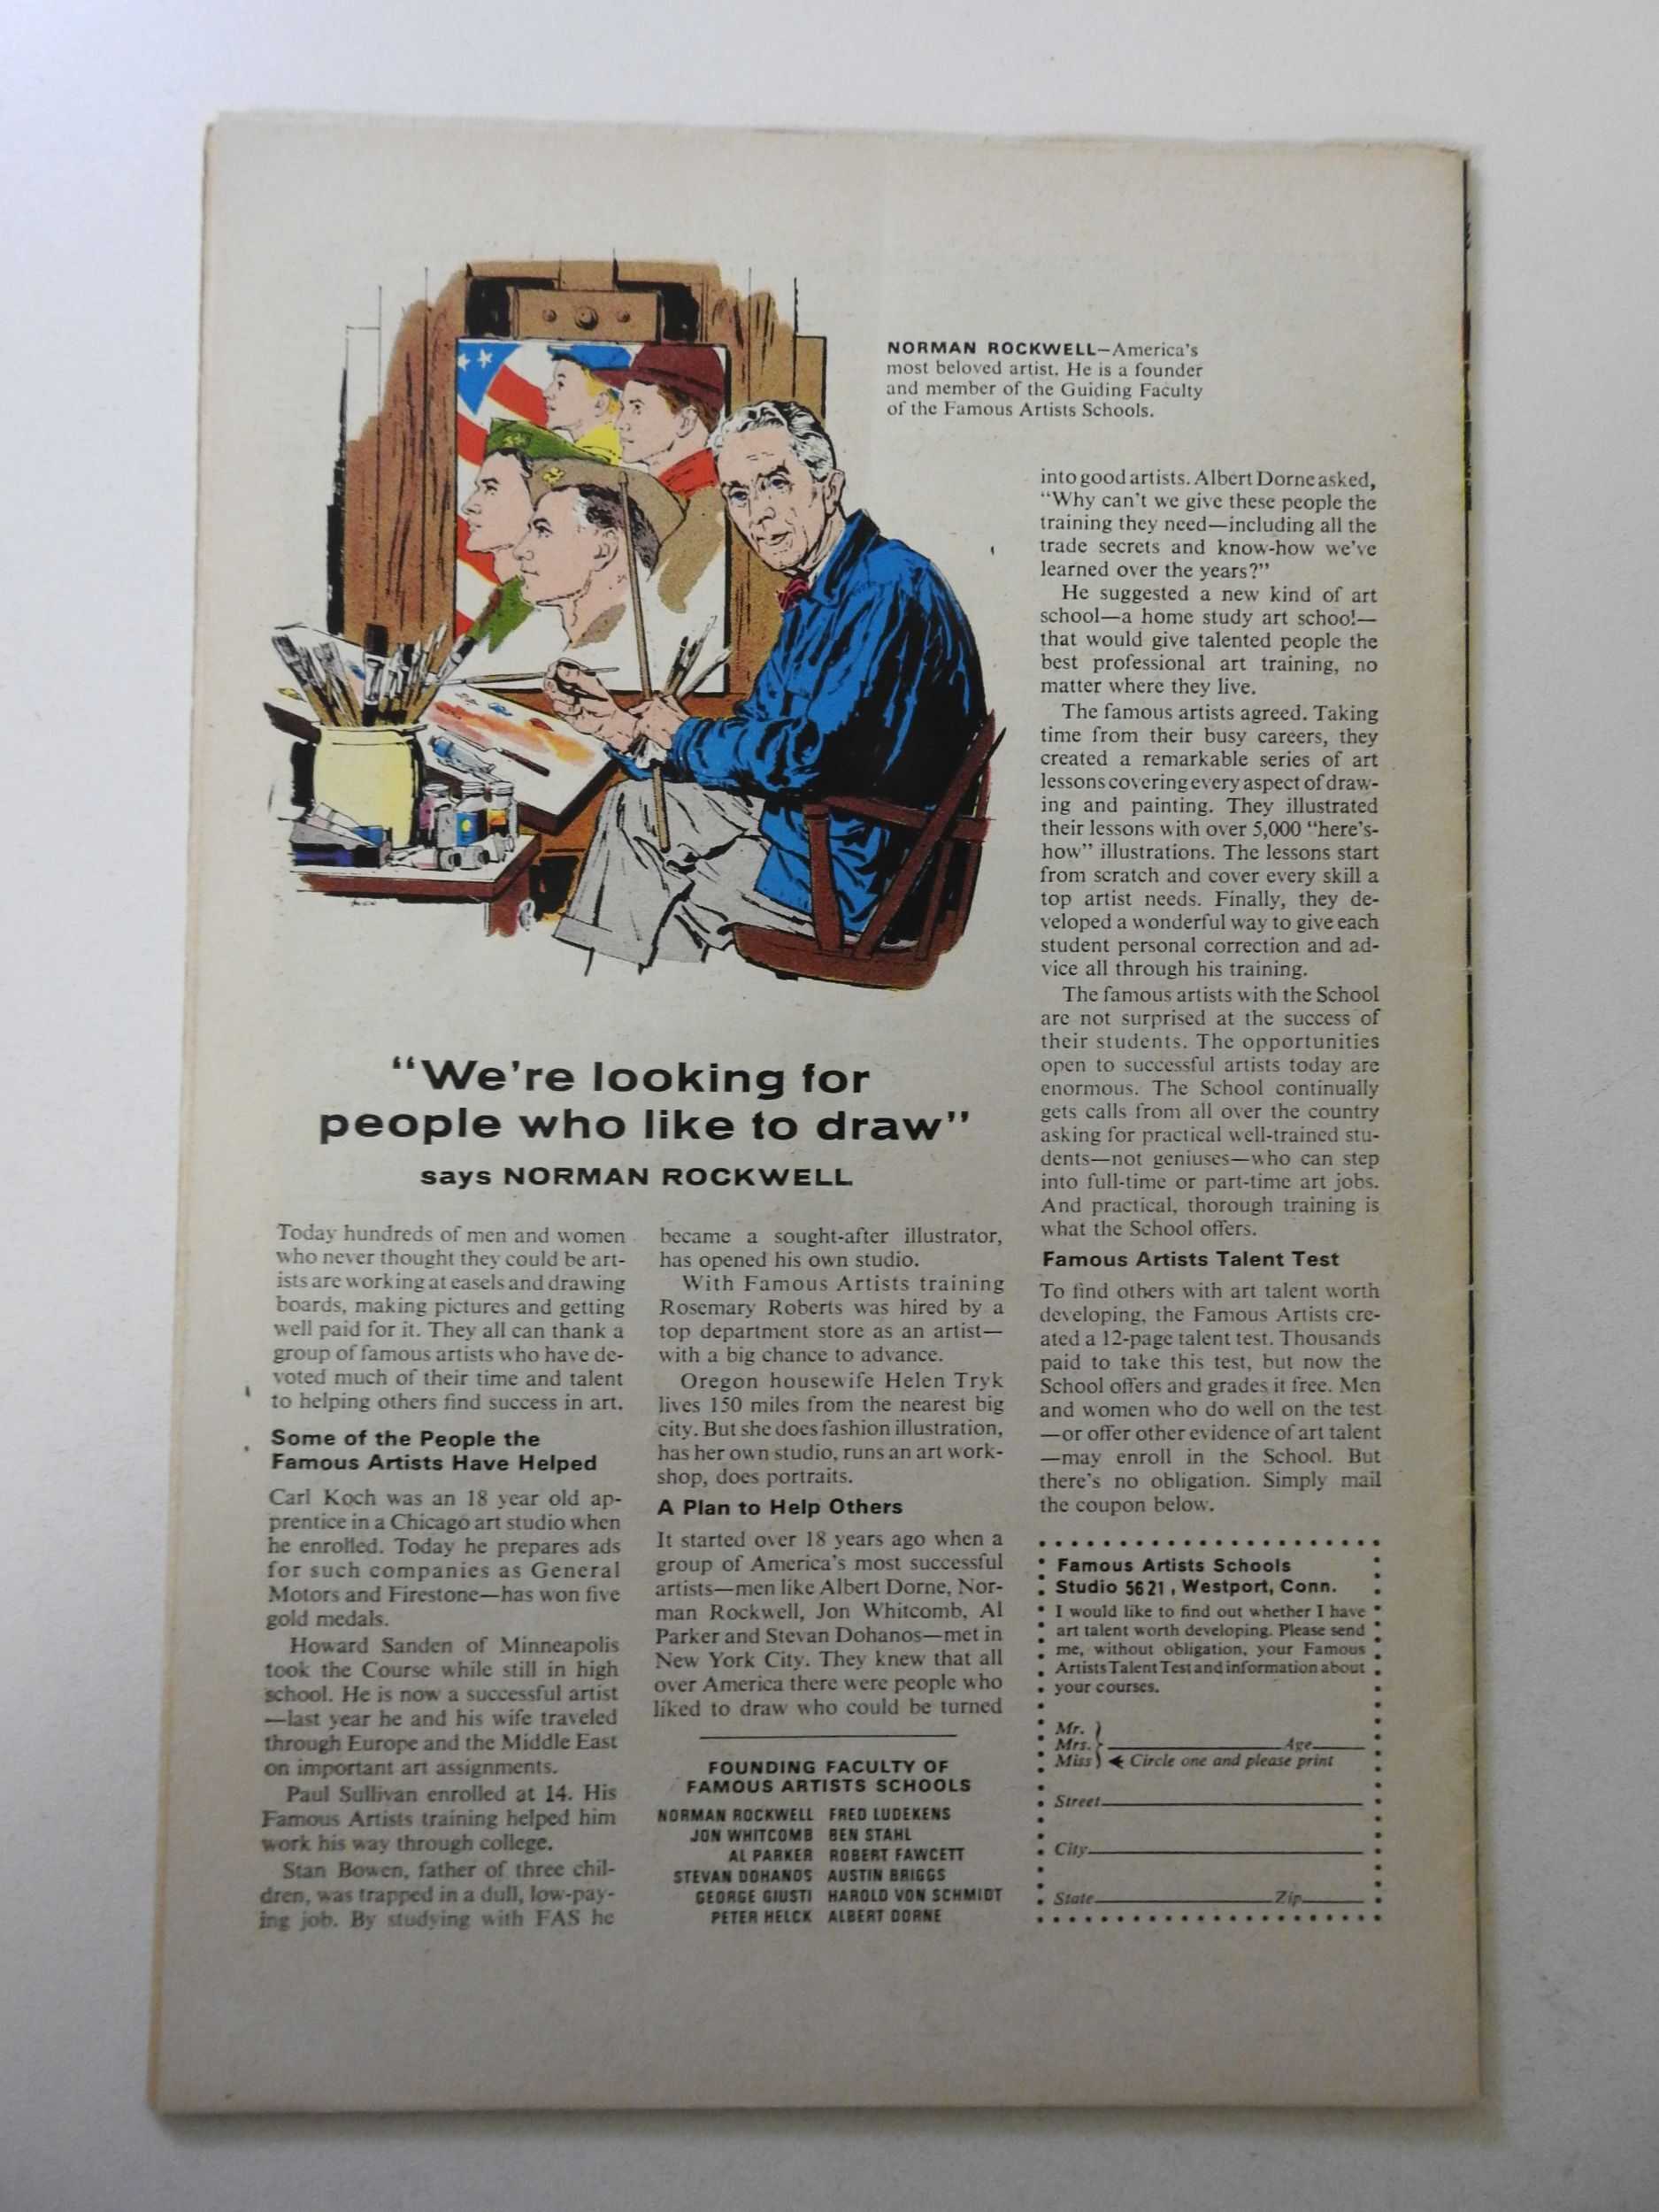 NORMAN ROCKWELL—America's
most beloved artist. He is a founder
and member of the Guiding Faculty
of the Famous Artists Schools.
"We're looking for
people who like to draw"
says NORMAN ROCKWELL
Today hundreds of men and women
who never thought they could be art-
ists are working at easels and drawing
boards, making pictures and getting
well paid for it. They all can thank a
group of famous artists who have de-
voted much of their time and talent
to helping others find success in art.
Some of the People the
Famous Artists Have Helped
Carl Koch was an 18 year old ap-
prentice in a Chicago art studio when
he enrolled. Today he prepares ads
for such companies as General
Motors and Firestone—has won five
gold medals.
Howard Sanden of Minneapolis
took the Course while still in high
school. He is now a successful artist
—last year he and his wife traveled
through Europe and the Middle East
on important art assignments.
Paul Sullivan enrolled at 14. His
Famous Artists training helped him
work his way through college.
Stan Bowen, father of three chil-
dren, was trapped in a dull, low-pay-
ing job. By studying with FAS he
became a sought-after illustrator,
has opened his own studio.
With Famous Artists training
Rosemary Roberts was hired by a
top department store as an artist—
with a big chance to advance.
Oregon housewife Helen Tryk
lives 150 miles from the nearest big
city. But she does fashion illustration,
has her own studio, runs an art work-
shop, does portraits.
A Plan to Help Others
It started over 18 years ago when a
group of America's most successful
artists—men like Albert Dorne, Nor-
man Rockwell, Jon Whitcomb, Al
Parker and Stevan Dohanos—met in
New York City. They knew that all
over America there were people who
liked to draw who could be turned
FOUNDING FACULTY OF
FAMOUS ARTISTS SCHOOLS
NORMAN ROCKWELL FRED LUDEKENS
JON WHITCOMB BEN STAHL
AL PARKER ROBERT FAWCETT
STEVAN DOHANOS AUSTIN BRIGGS
GEORGE GIUSTI HAROLD VON SCHMIDT
PETER HELCK ALBERT DORNE
into good artists. Albert Dorne asked,
"Why can't we give these people the
training they need—including all the
trade secrets and know-how we've
learned over the years?"
He suggested a new kind of art
school—a home study art school—
that would give talented people the
best professional art training, no
matter where they live.
The famous artists agreed. Taking
time from their busy careers, they
created a remarkable series of art
lessons covering every aspect of draw-
ing and painting. They illustrated
their lessons with over 5,000 "here's-
how" illustrations. The lessons start
from scratch and cover every skill a
top artist needs. Finally, they de-
veloped a wonderful way to give each
student personal correction and ad-
vice all through his training.
The famous artists with the School
are not surprised at the success of
their students. The opportunities
open to successful artists today are
enormous. The School continually
gets calls from all over the country
asking for practical well-trained stu-
dents—not geniuses—who can step
into full-time or part-time art jobs.
And practical, thorough training is
what the School offers.
Famous Artists Talent Test
To find others with art talent worth
developing, the Famous Artists cre-
ated a 12-page talent test. Thousands
paid to take this test, but now the
School offers and grades it free. Men
and women who do well on the test
—or offer other evidence of art talent
—may enroll in the School. But
there's no obligation. Simply mail
the coupon below.
Famous Artists Schools
Studio 5621, Westport, Conn.
I would like to find out whether I have
art talent worth developing. Please send
me, without obligation, your Famous
Artists Talent Test and information about
your courses.
Mr.
Mrs. Age
Miss Circle one and please print
Street
City
State Zip